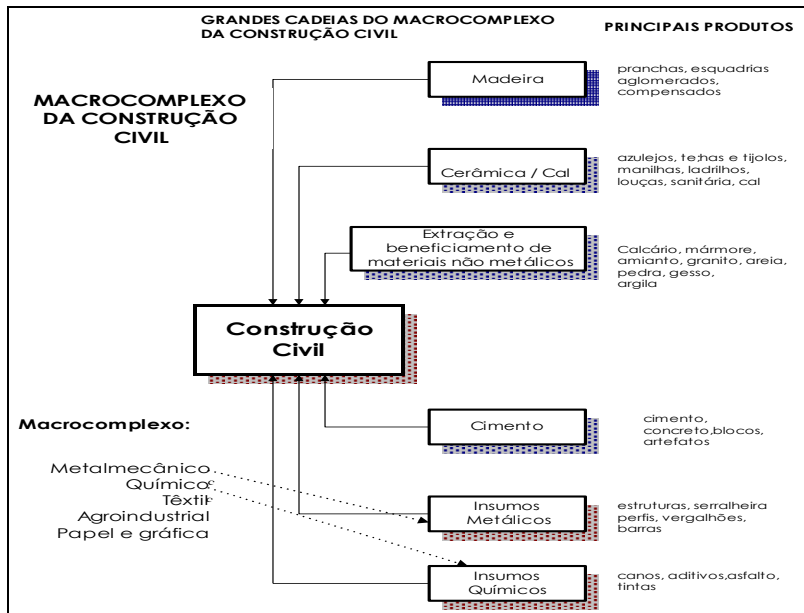 GRANDES CADEIAS DO MACROCOMPLEXO
DA CONSTRUÇÃO CIVIL
PRINCIPAIS PRODUTOS
MACROCOMPLEXO
DA CONSTRUÇÃO
CIVIL
Madeira
pranchas, esquadrias
aglomerados,
compensados
Cerâmica / Cal
azulejos, te;has e tijolos,
manilhas, ladrilhos,
louças, sanitária, cal
Extração e
beneficiamento de
materiais não metálicos
Calcário, mármore,
amianto, granito, areia,
pedra, gesso,
argila
Construção
Civil
Macrocomplexo:
Metalmecânico
Químico
Têxtil
Agroindustrial
Papel e gráfica
Cimento
cimento,
concreto,blocos,
artefatos
Insumos
Metálicos
estruturas, serralheira
perfis, vergalhões,
barras
Insumos
Químicos
canos, aditivos,asfalto,
tintas